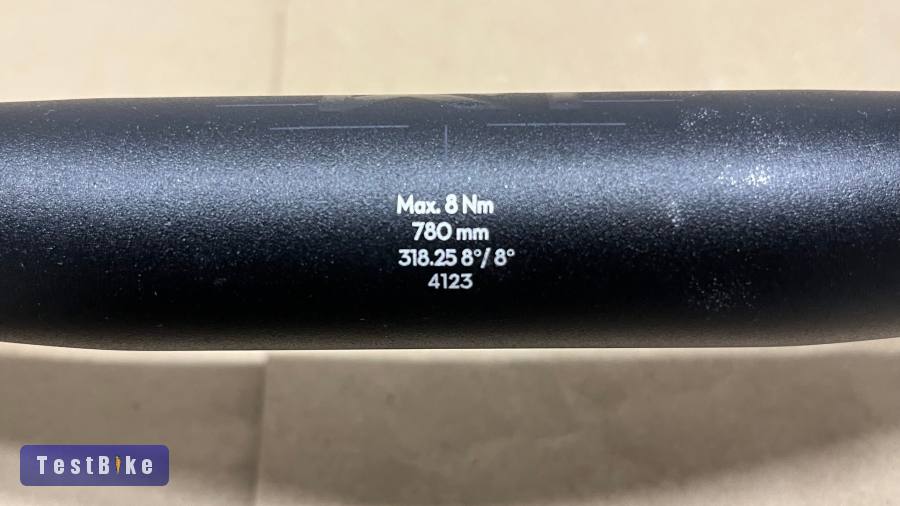 Max. 8 Nm
780 mm
318.25 8°/ 8°
4123
TestBike